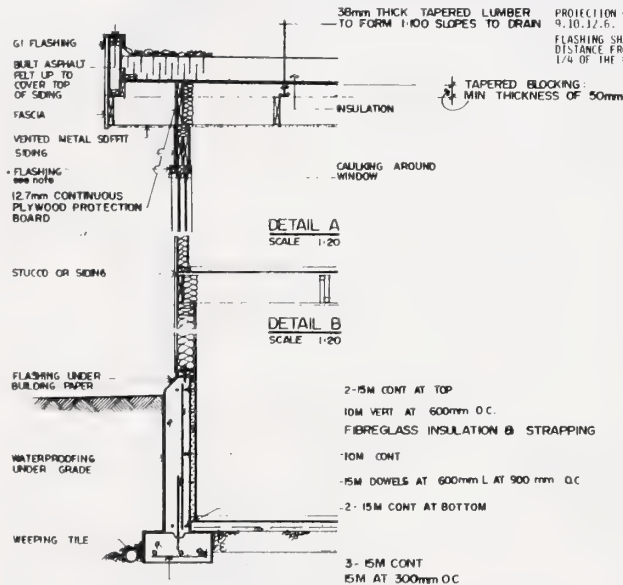 38mm THICK TAPERED LUMBER
TO FORM 1:100 SLOPES TO DRAIN
PROTECTION
9.10.12.6.
FLASHING SH
DISTANCE FRO
1/4 OF THE
GI FLASHING
BUILT ASPHALT
FELT UP TO
COVER TOP
OF SIDING
FASCIA
VENTED METAL SOFFIT
SIDING
FLASHING
see note
12.7mm CONTINUOUS
PLYWOOD PROTECTION
BOARD
TAPERED BLOCKING:
MIN THICKNESS OF 50mm
INSULATION
CAULKING AROUND
WINDOW
DETAIL A
SCALE 1:20
STUCCO OR SIDING
DETAIL B
SCALE 1:20
FLASHING UNDER
BUILDING PAPER
WATERPROOFING
UNDER GRADE
WEEPING TILE
2-15M CONT AT TOP
10M VERT AT 600mm O.C.
FIBREGLASS INSULATION & STRAPPING
10M CONT
15M DOWELS AT 600mm L AT 900 mm O.C
2-15M CONT AT BOTTOM
3-15M CONT
15M AT 300mm OC